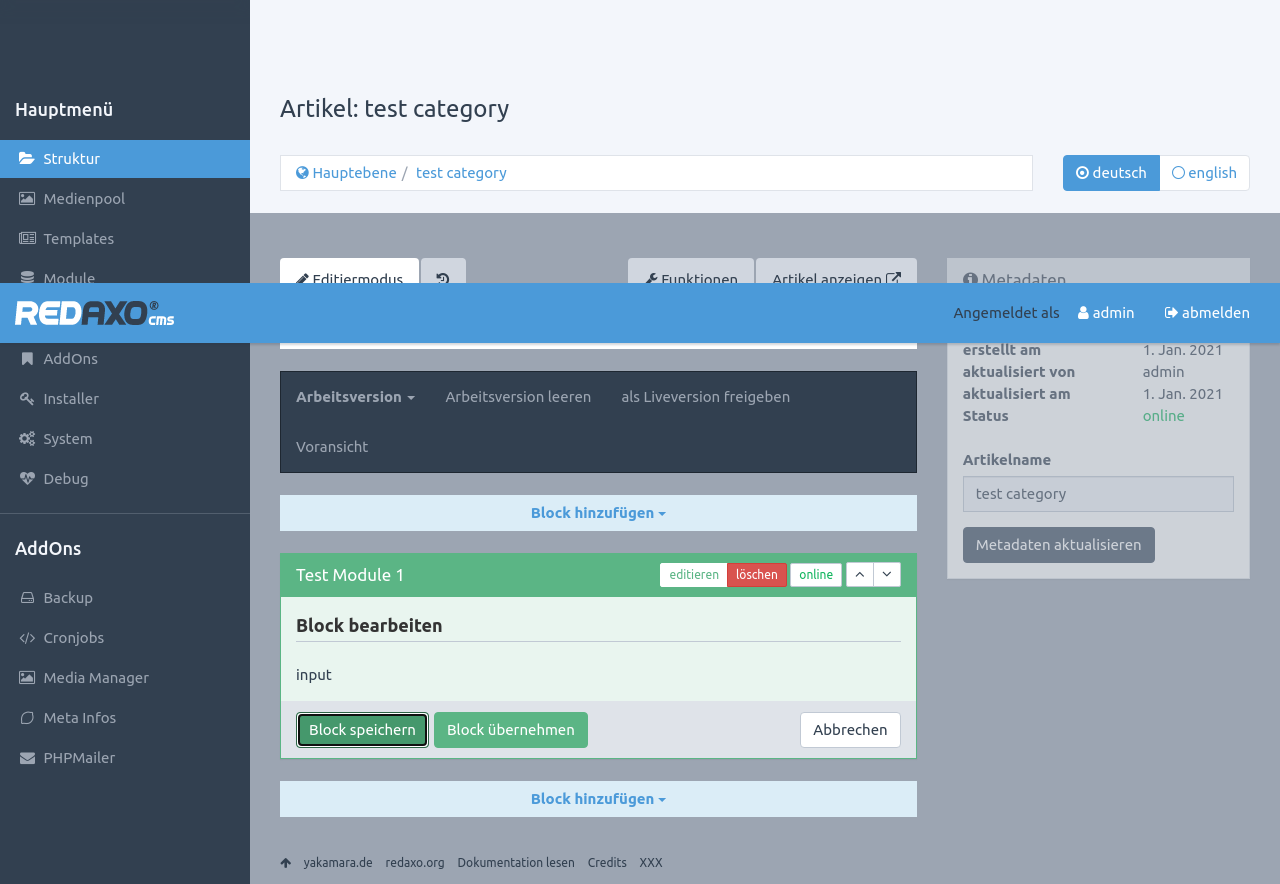 Hauptmenü
Struktur
Medienpool
Templates
Module
AddOns
Installer
System
Debug
AddOns
Backup
Cronjobs
Media Manager
Meta Infos
PHPMailer
Artikel: test category
Hauptebene / test category
deutsch english
Editiermodus Funktionen Artikel anzeigen
Metadaten
REDAXO® cms Angemeldet als admin abmelden
erstellt am 1. Jan. 2021
aktualisiert von admin
aktualisiert am 1. Jan. 2021
Status online
Artikelname
test category
Metadaten aktualisieren
Arbeitsversion Arbeitsversion leeren als Liveversion freigeben
Voransicht
Block hinzufügen
Test Module 1 editieren löschen online
Block bearbeiten
input
Block speichern Block übernehmen Abbrechen
Block hinzufügen
yakamara.de redaxo.org Dokumentation lesen Credits XXX